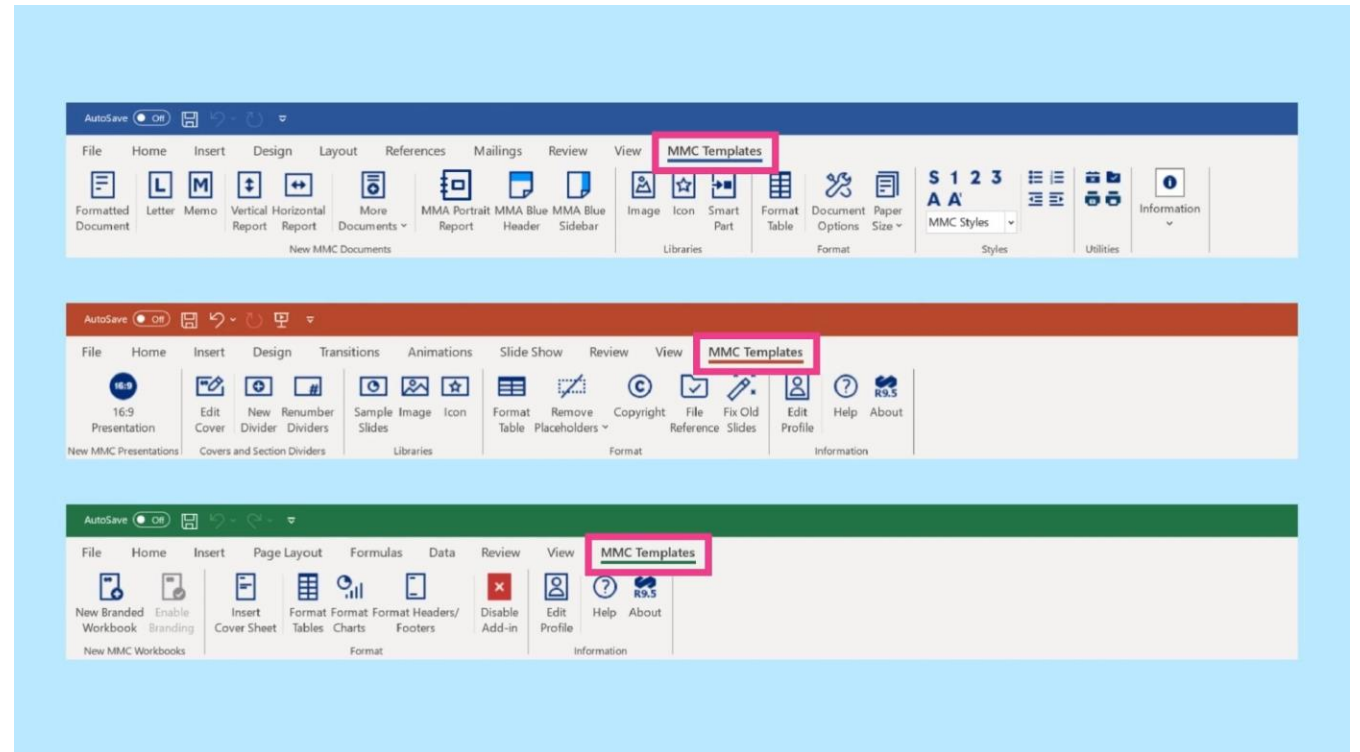 AutoSave Off
File Home Insert Design Layout References Mailings Review View MMC Templates
L M
Formatted Letter Memo Vertical Horizontal More MMA Portrait MMA Blue MMA Blue Image Icon Smart Format Document Paper
Document Report Report Documents Report Header Sidebar Part Table Options Size
S 1 2 3
A A'
MMC Styles
Information
New MMC Documents Libraries Format Styles Utilities
AutoSave Off
File Home Insert Design Transitions Animations Slide Show Review View MMC Templates
16:9 # C ? R9.5
16:9 Edit New Renumber Sample Image Icon Format Remove Copyright File Fix Old Edit Help About
Presentation Cover Divider Dividers Slides Table Placeholders Reference Slides Profile
New MMC Presentations Covers and Section Dividers Libraries Format Information
AutoSave Off
File Home Insert Page Layout Formulas Data Review View MMC Templates
? R9.5
New Branded Enable Insert Format Format Format Headers/ Disable Edit Help About
Workbook Branding Cover Sheet Tables Charts Footers Add-in Profile
New MMC Workbooks Format Information